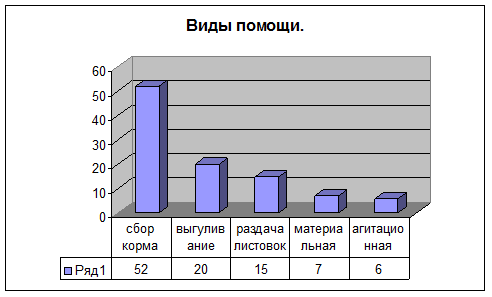 Виды помощи.
60
50
40
30
20
10
0
сбор корма
выгулив ание
раздача листовок
материа льная
агитацио нная
Ряд1 52 20 15 7 6